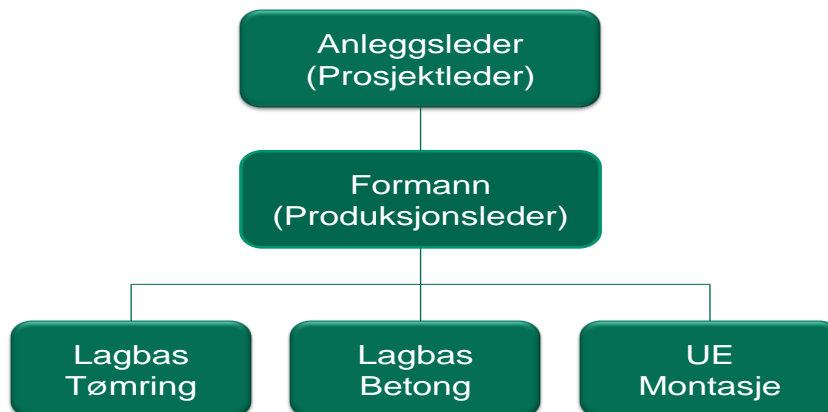 Anleggsleder
(Prosjektleder)
Formann
(Produksjonsleder)
Lagbas
Tømring
Lagbas
Betong
UE
Montasje